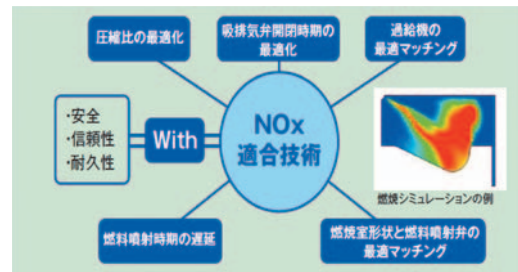 圧縮比の最適化
吸排気弁開閉時期の
最適化
過給機の
最適マッチング
・安全
・信頼性
・耐久性
With
NOx
適合技術
燃焼シミュレーションの例
燃料噴射時期の遅延
燃焼室形状と燃料噴射弁の
最適マッチング